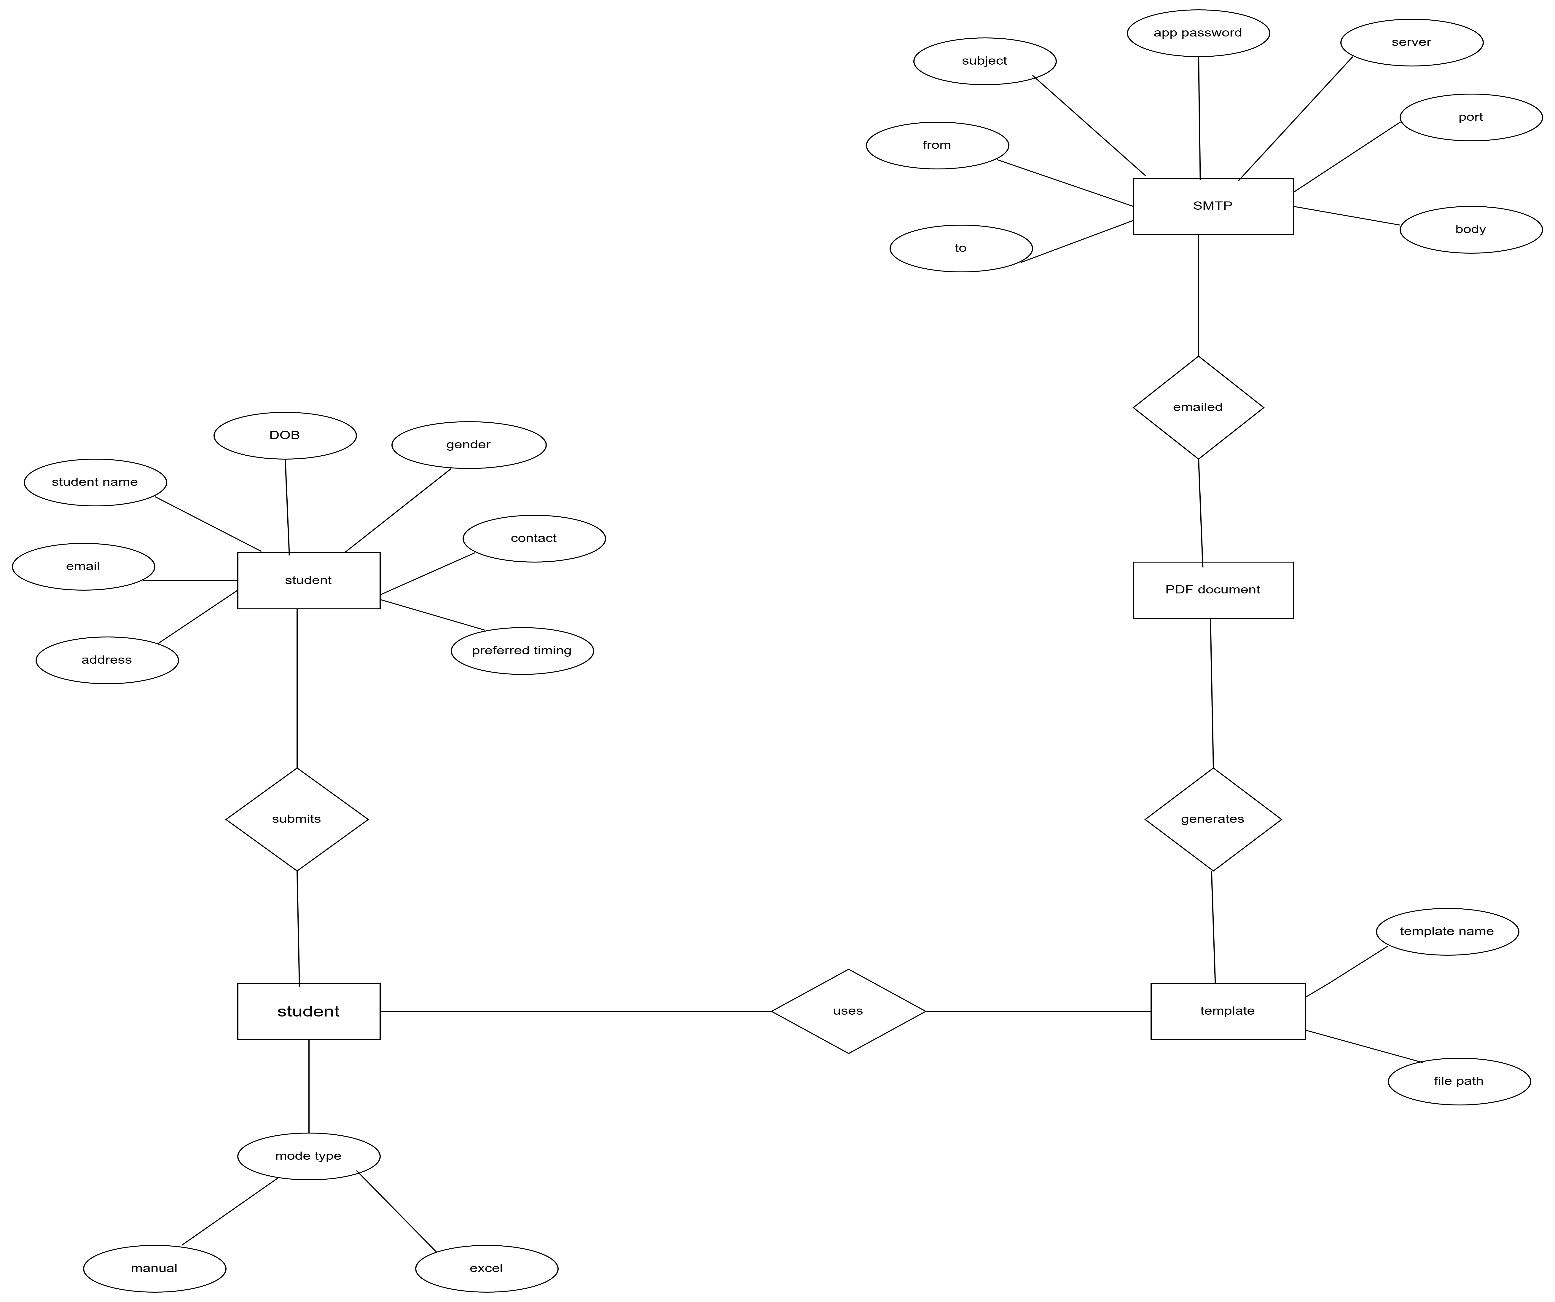 app password
server
subject
port
from
SMTP
body
to
emailed
DOB
gender
student name
contact
email
student
PDF document
address
preferred timing
submits
generates
template name
student
uses
template
file path
mode type
manual
excel